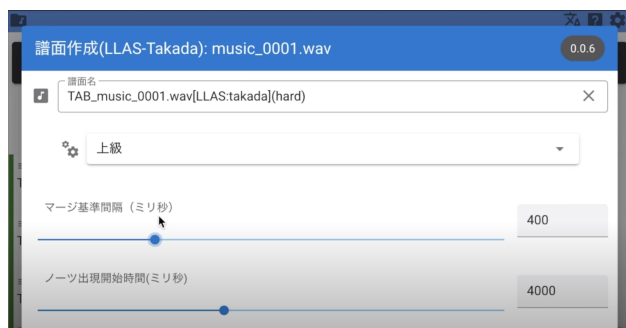 譜面作成(LLAS-Takada): music_0001.wav
0.0.6
譜面名
TAB_music_0001.wav[LLAS:takada](hard)
上級
マージ基準間隔（ミリ秒）
400
ノーツ出現開始時間(ミリ秒)
4000